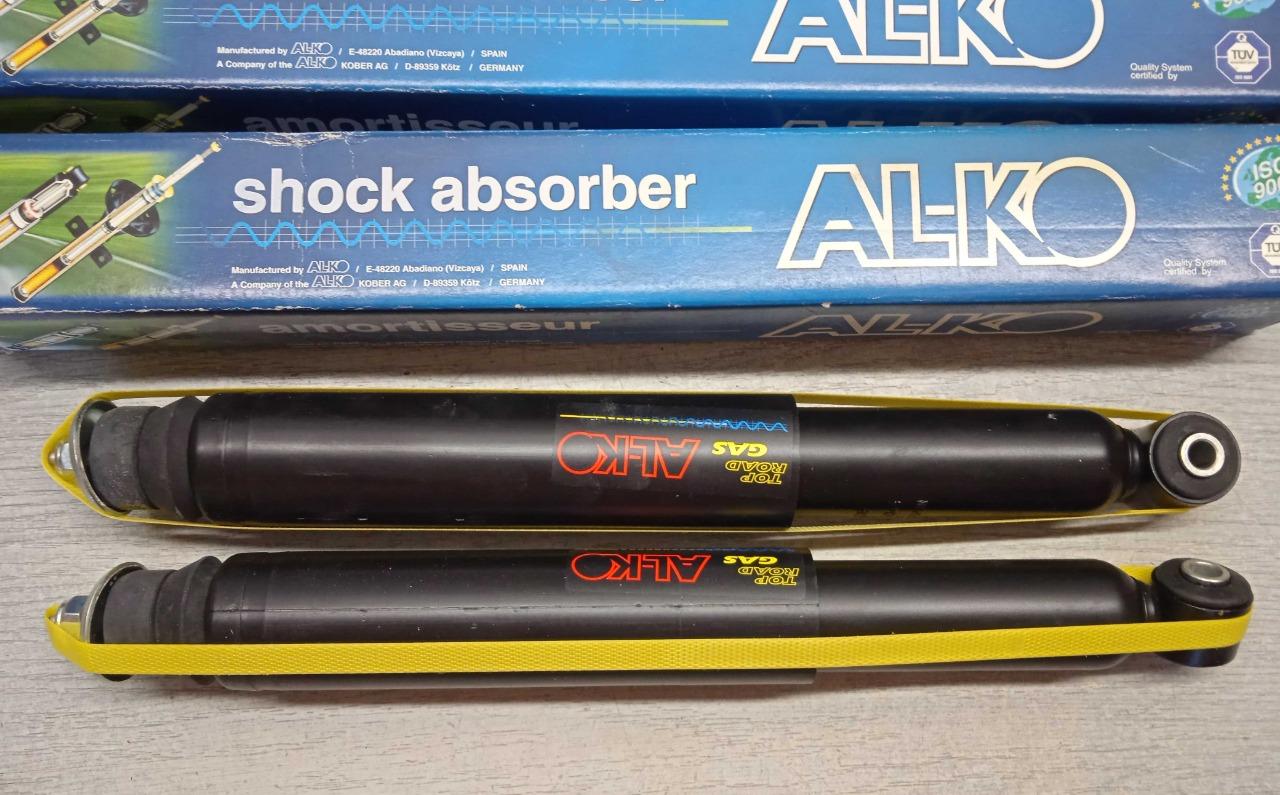 AL-KO
Manufactured by AL-KO / E-48220 Abadiano (Vizcaya) / SPAIN
A Company of the AL-KO KOBER AG / D-89359 Kötz / GERMANY
Quality System
certified by
TÜV
amortisseur
shock absorber
AL-KO
ISO
Manufactured by AL-KO / E-48220 Abadiano (Vizcaya) / SPAIN
A Company of the AL-KO KOBER AG / D-89359 Kötz / GERMANY
Quality System
certified by
amortisseur
AL-KO
TOP
ROAD
GAS
AL-KO
TOP
ROAD
GAS
AL-KO